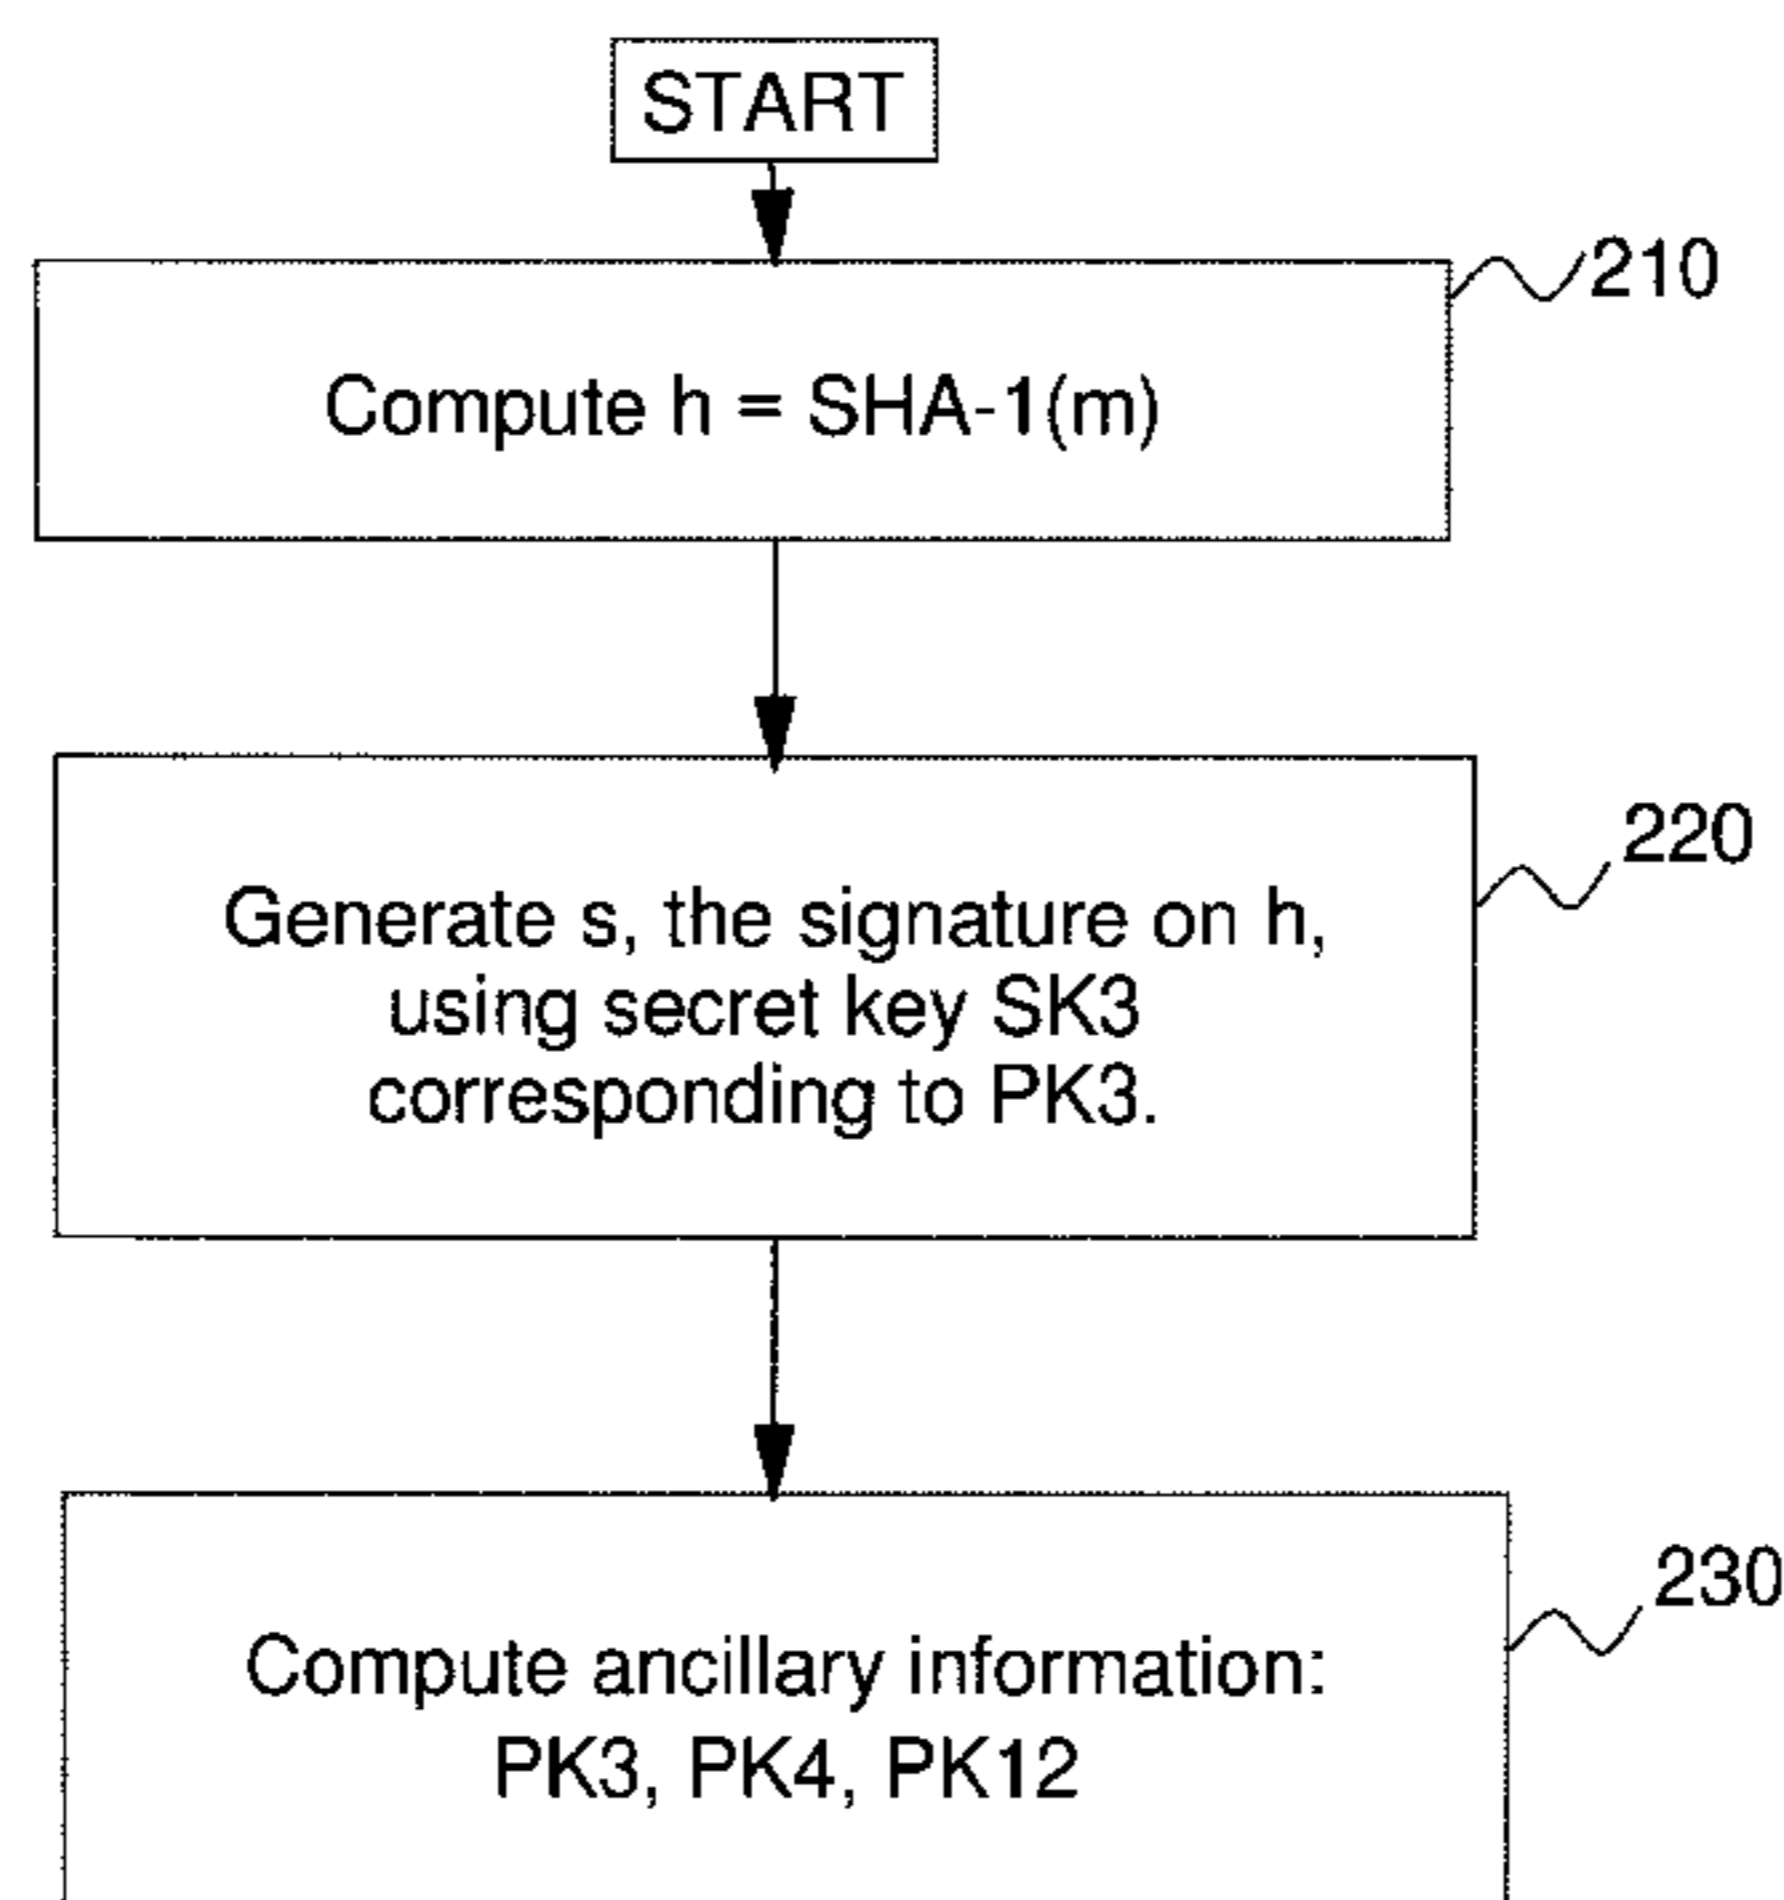 START
210
Compute h = SHA-1(m)
220
Generate s, the signature on h,
using secret key SK3
corresponding to PK3.
230
Compute ancillary information:
PK3, PK4, PK12